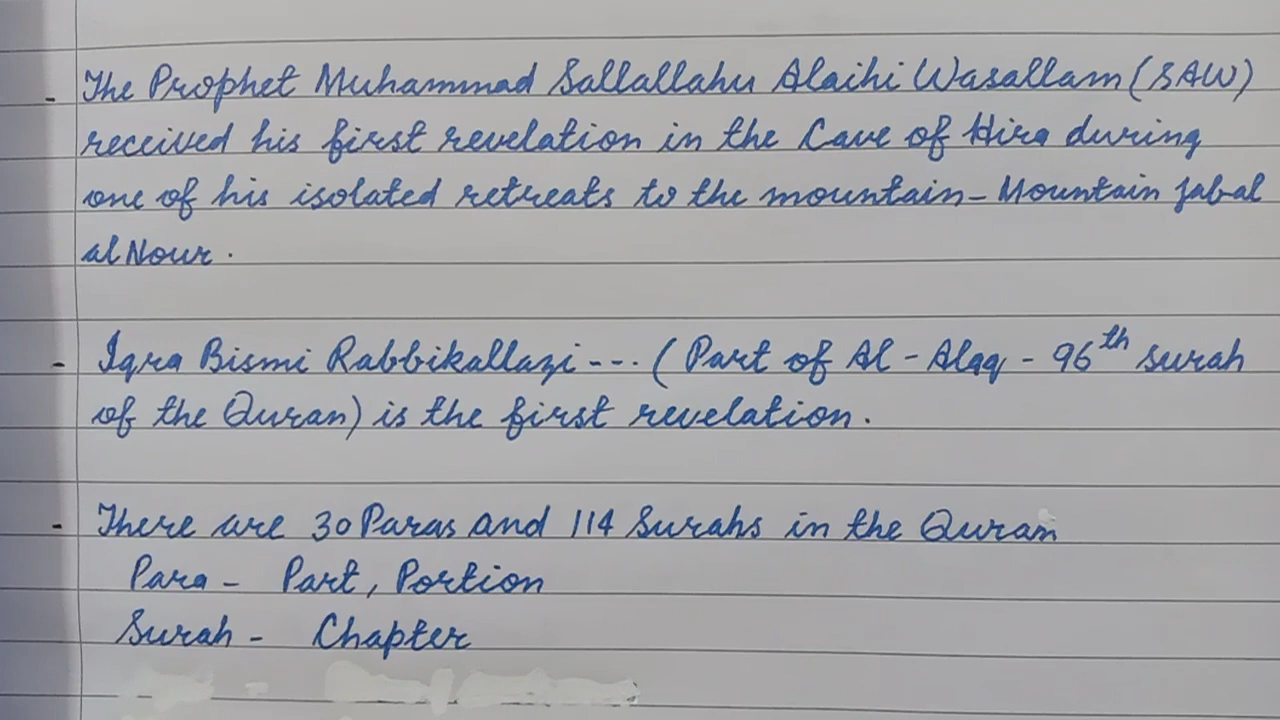 - The Prophet Muhammad Sallallahu Alaihi Wasallam (SAW)
received his first revelation in the Cave of Hira during
one of his isolated retreats to the mountain - Mountain Jabal
al Nour.
- Iqra Bismi Rabbikallazi --- (Part of Al - Alaq - 96th surah
of the Quran) is the first revelation.
- There are 30 Paras and 114 Surahs in the Quran
Para - Part, Portion
Surah - Chapter